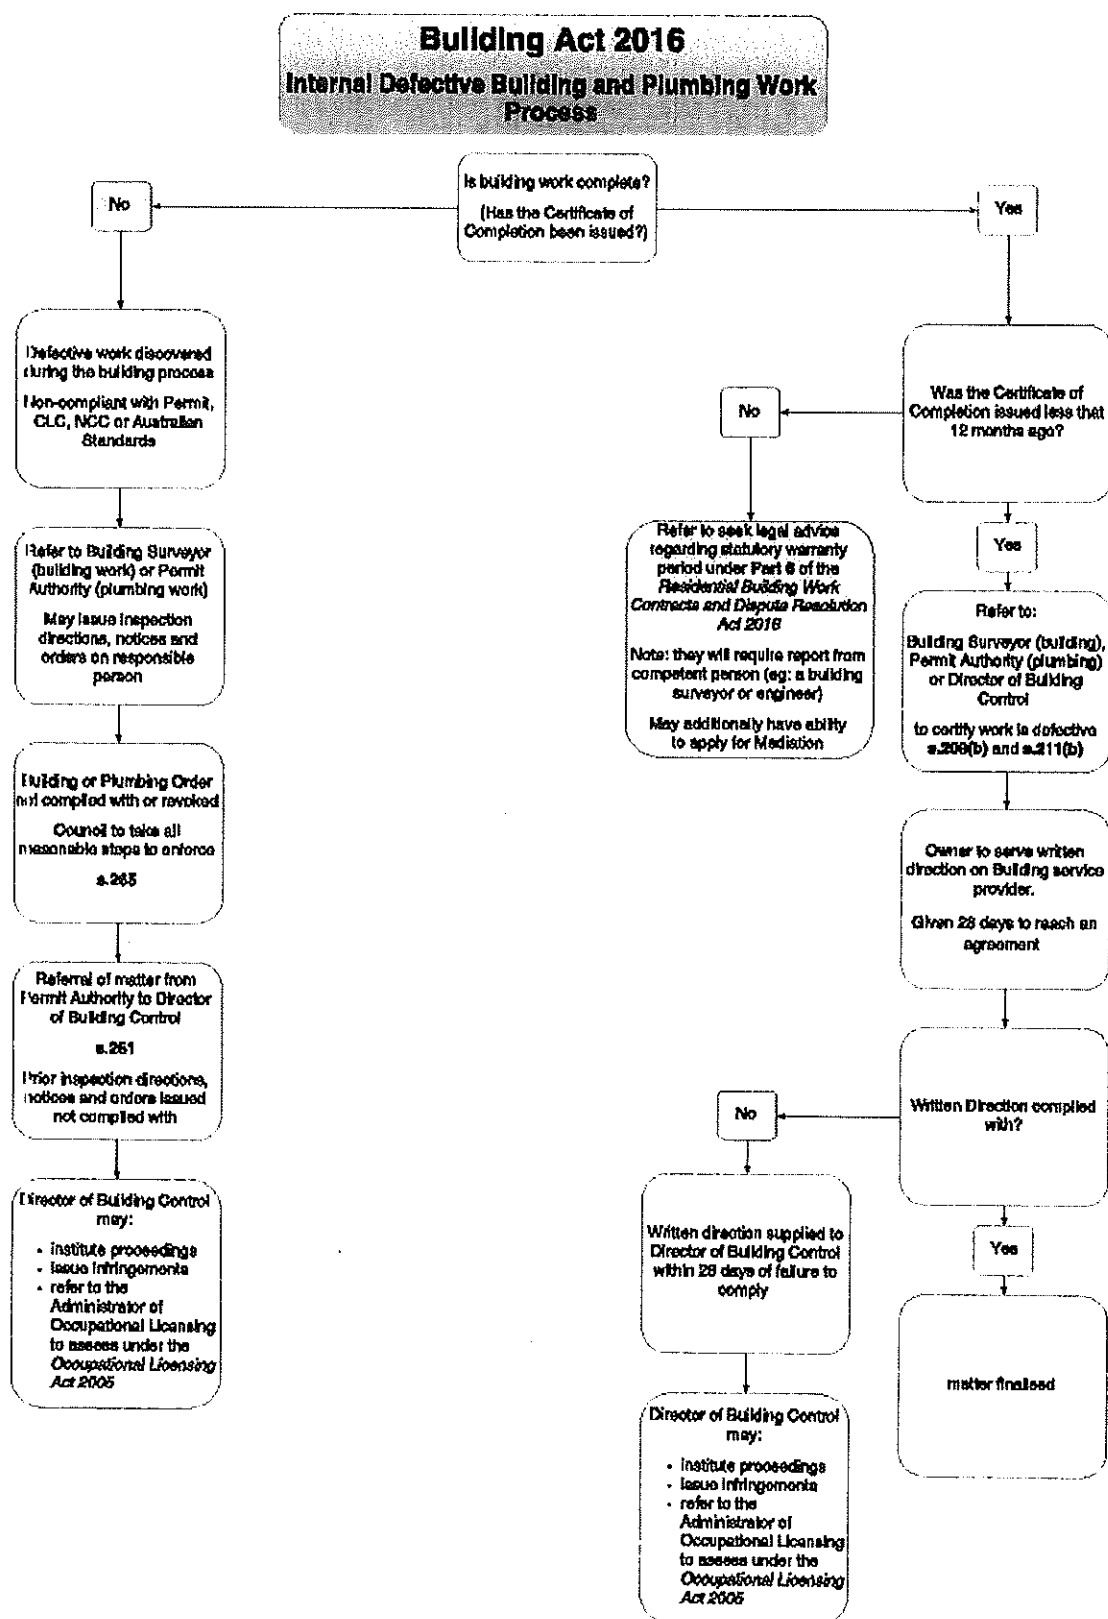 Building Act 2016
Internal Defective Building and Plumbing Work
Process
Is building work complete?
(Has the Certificate of
Completion been issued?)
No
Yes
Defective work discovered
during the building process
Non-compliant with Permit,
CLC, NCC or Australian
Standards
Refer to Building Surveyor
(building work) or Permit
Authority (plumbing work)
May issue inspection
directions, notices and
orders on responsible
person
Building or Plumbing Order
not complied with or revoked
Council to take all
reasonable steps to enforce
s.265
Referral of matter from
Permit Authority to Director
of Building Control
s.261
Prior inspection directions,
notices and orders issued
not complied with
Director of Building Control
may:
• institute proceedings
• issue infringements
• refer to the
Administrator of
Occupational Licensing
to assess under the
Occupational Licensing
Act 2005
Was the Certificate of
Completion issued less that
12 months ago?
No
Refer to seek legal advice
regarding statutory warranty
period under Part 6 of the
Residential Building Work
Contracts and Dispute Resolution
Act 2016
Note: they will require report from
competent person (eg: a building
surveyor or engineer)
May additionally have ability
to apply for Mediation
Yes
Refer to:
Building Surveyor (building),
Permit Authority (plumbing)
or Director of Building
Control
to certify work is defective
and s.211(b)
Owner to serve written
direction on Building service
provider.
Given 28 days to reach an
agreement
Written Direction complied
with?
No
Written direction supplied to
Director of Building Control
within 28 days of failure to
comply
Director of Building Control
may:
• institute proceedings
• issue infringements
• refer to the
Administrator of
Occupational Licensing
to assess under the
Occupational Licensing
Act 2005
Yes
matter finalised